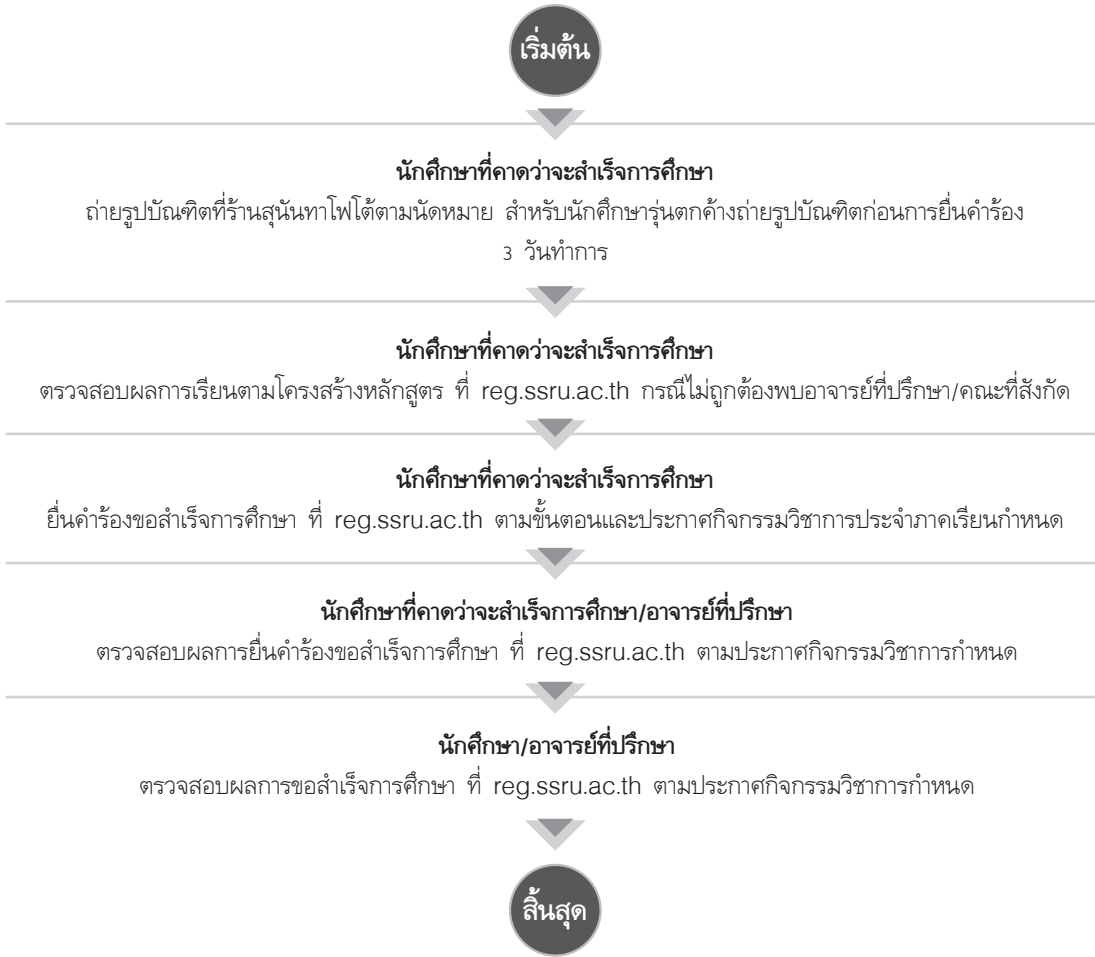 เริ่มต้น
นักศึกษาที่คาดว่าจะสำเร็จการศึกษา
ถ่ายรูปบัณฑิตที่ร้านสุนันทาโฟโต้ตามนัดหมาย สำหรับนักศึกษารุ่นตกค้างถ่ายรูปบัณฑิตก่อนการยื่นคำร้อง
3 วันทำการ
นักศึกษาที่คาดว่าจะสำเร็จการศึกษา
ตรวจสอบผลการเรียนตามโครงสร้างหลักสูตร ที่ reg.ssru.ac.th กรณีไม่ถูกต้องพบอาจารย์ที่ปรึกษา/คณะที่สังกัด
นักศึกษาที่คาดว่าจะสำเร็จการศึกษา
ยื่นคำร้องขอสำเร็จการศึกษา ที่ reg.ssru.ac.th ตามขั้นตอนและประกาศกิจกรรมวิชาการประจำภาคเรียนกำหนด
นักศึกษาที่คาดว่าจะสำเร็จการศึกษา/อาจารย์ที่ปรึกษา
ตรวจสอบผลการยื่นคำร้องขอสำเร็จการศึกษา ที่ reg.ssru.ac.th ตามประกาศกิจกรรมวิชาการกำหนด
นักศึกษา/อาจารย์ที่ปรึกษา
ตรวจสอบผลการขอสำเร็จการศึกษา ที่ reg.ssru.ac.th ตามประกาศกิจกรรมวิชาการกำหนด
สิ้นสุด